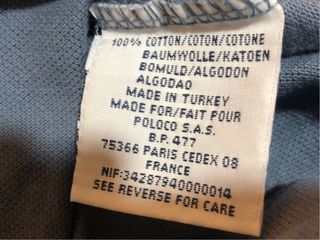 100% COTTON/COTON/COTONE
BAUMWOLLE/KATOEN
BOMULD/ALGODON
ALGODAO
MADE IN TURKEY
MADE FOR/FAIT POUR
POLOCO S.A.S.
B.P. 477
75366 PARIS CEDEX 08
FRANCE
NIF:34287940000014
SEE REVERSE FOR CARE